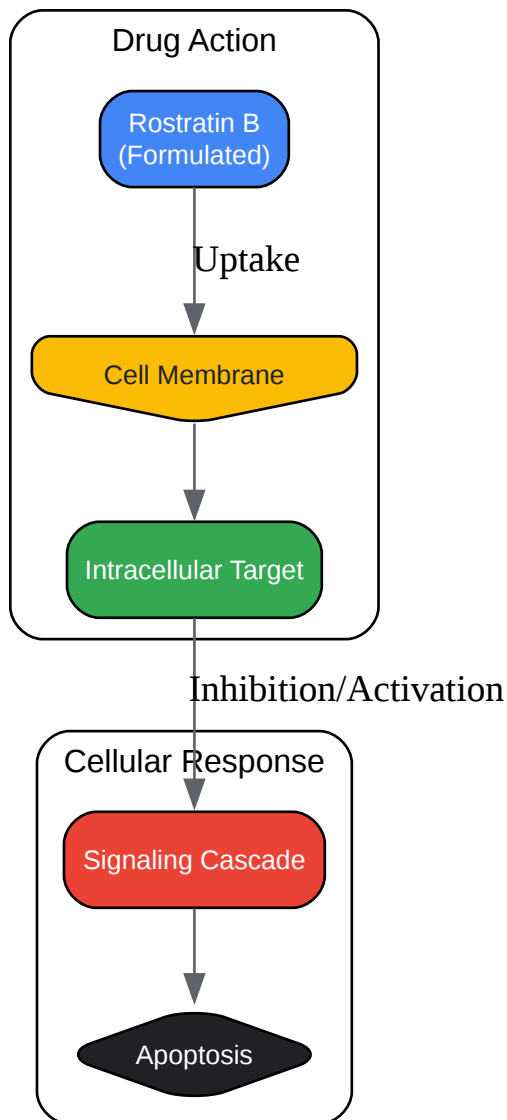 Drug Action
Rostratin B
(Formulated)
Uptake
Cell Membrane
Intracellular Target
Inhibition/Activation
Cellular Response
Signaling Cascade
Apoptosis